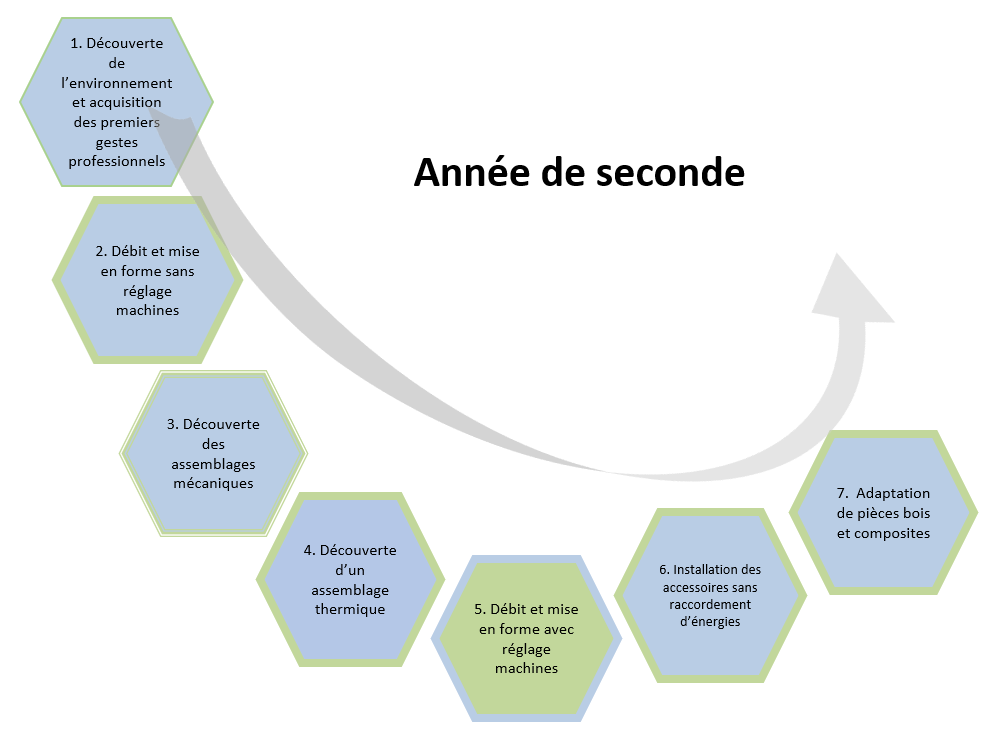 1. Découverte
de
l’environnement
et acquisition
des premiers
gestes
professionnels
Année de seconde
2. Débit et mise
en forme sans
réglage
machines
3. Découverte
des
assemblages
mécaniques
4. Découverte
d’un
assemblage
thermique
5. Débit et mise
en forme avec
réglage
machines
6. Installation des
accessoires sans
raccordement
d’énergies
7.  Adaptation
de pièces bois
et composites